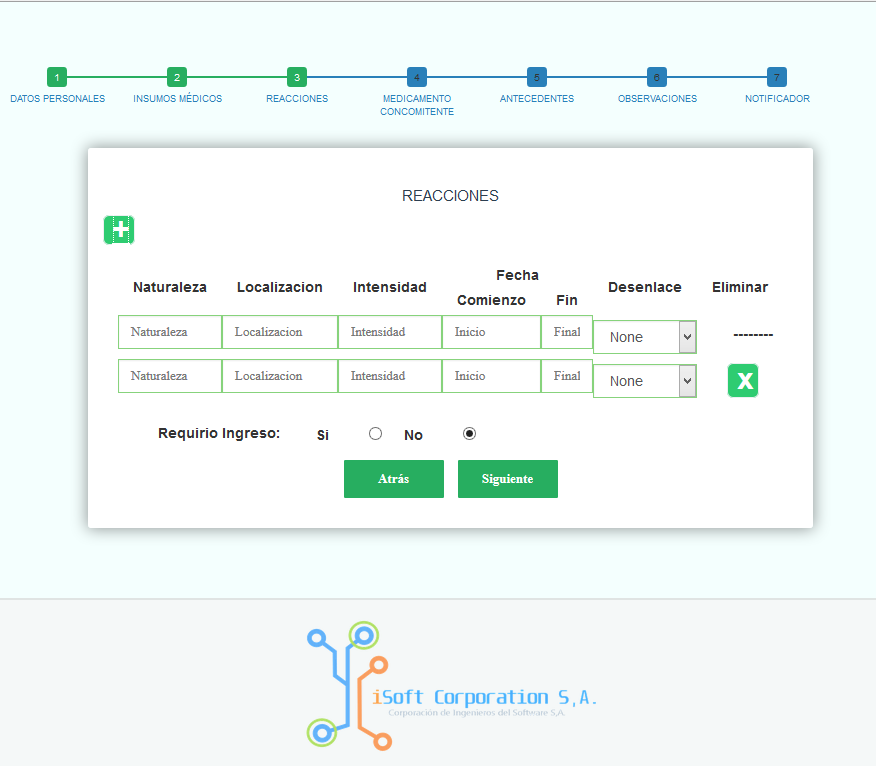 1 2 3 4 5 6 7
DATOS PERSONALES INSUMOS MÉDICOS REACCIONES MEDICAMENTO CONCOMITENTE ANTECEDENTES OBSERVACIONES NOTIFICADOR
REACCIONES
+
Naturaleza Localizacion Intensidad Fecha Desenlace Eliminar
Comienzo Fin
Naturaleza Localizacion Intensidad Inicio Final None --------
Naturaleza Localizacion Intensidad Inicio Final None X
Requirio Ingreso: Si No
Atrás Siguiente
iSoft Corporation S,A.
Corporación de Ingenieros del Software S,A.